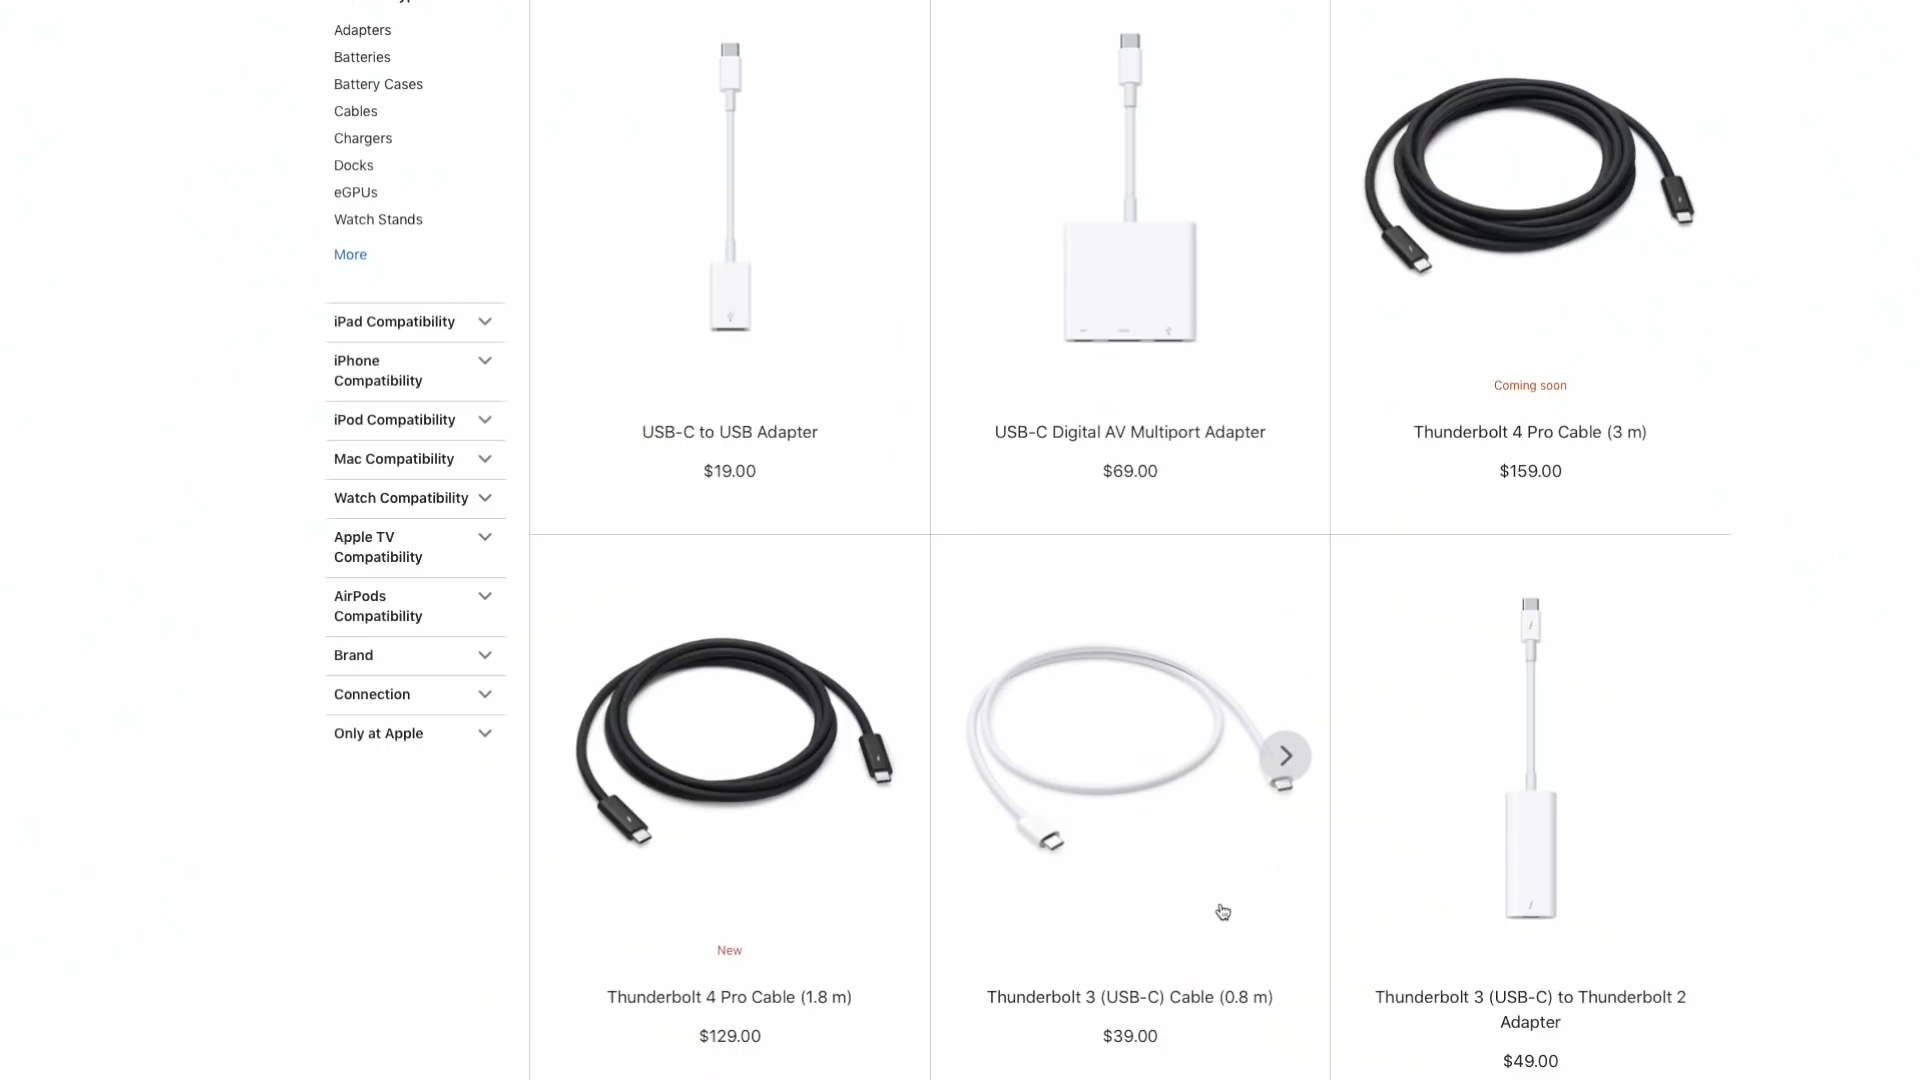 Adapters
Batteries
Battery Cases
Cables
Chargers
Docks
eGPUs
Watch Stands
More
iPad Compatibility
iPhone
Compatibility
iPod Compatibility
Mac Compatibility
Watch Compatibility
Apple TV
Compatibility
AirPods
Compatibility
Brand
Connection
Only at Apple
USB-C to USB Adapter
$19.00
USB-C Digital AV Multiport Adapter
$69.00
Coming soon
Thunderbolt 4 Pro Cable (3 m)
$159.00
New
Thunderbolt 4 Pro Cable (1.8 m)
$129.00
Thunderbolt 3 (USB-C) Cable (0.8 m)
$39.00
Thunderbolt 3 (USB-C) to Thunderbolt 2
Adapter
$49.00